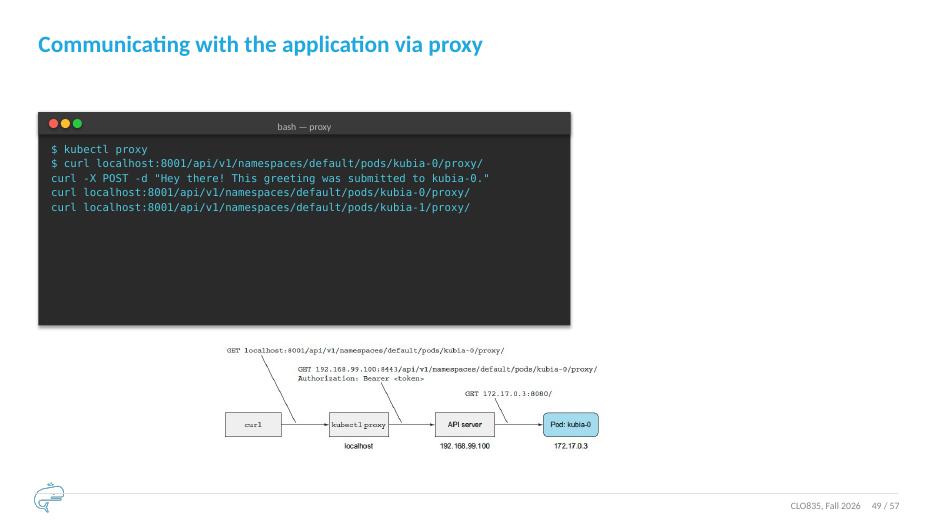 Communicating with the application via proxy
bash — proxy
$ kubectl proxy
$ curl localhost:8001/api/v1/namespaces/default/pods/kubia-0/proxy/
curl -X POST -d "Hey there! This greeting was submitted to kubia-0."
curl localhost:8001/api/v1/namespaces/default/pods/kubia-0/proxy/
curl localhost:8001/api/v1/namespaces/default/pods/kubia-1/proxy/
GET localhost:8001/api/v1/namespaces/default/pods/kubia-0/proxy/
GET 192.168.99.100:8443/api/v1/namespaces/default/pods/kubia-0/proxy/
Authorization: Bearer <token>
GET 172.17.0.3:8080/
curl
kubectl proxy
API server
Pod: kubia-0
localhost
192.168.99.100
172.17.0.3
CLO835, Fall 2026 49 / 57